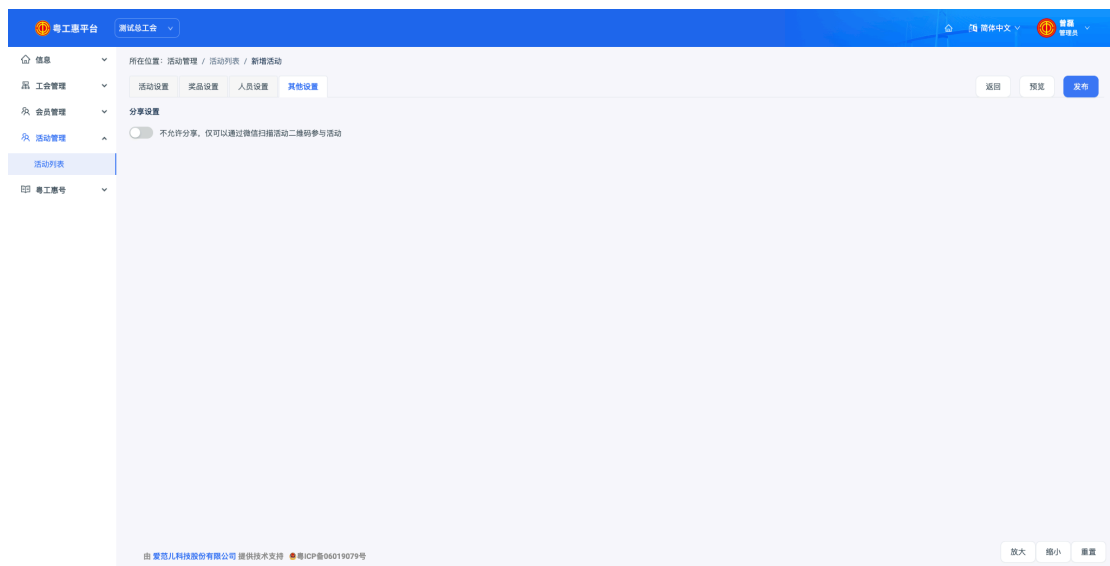 粤工惠平台 测试总工会 简体中文 曾磊
管理员
信息
工会管理
会员管理
活动管理
活动列表
粤工惠号
所在位置：活动管理 / 活动列表 / 新增活动
活动设置 奖品设置 人员设置 其他设置 返回 预览 发布
分享设置
不允许分享，仅可以通过微信扫描活动二维码参与活动
由 爱范儿科技股份有限公司 提供技术支持 粤ICP备06019079号
放大 缩小 重置